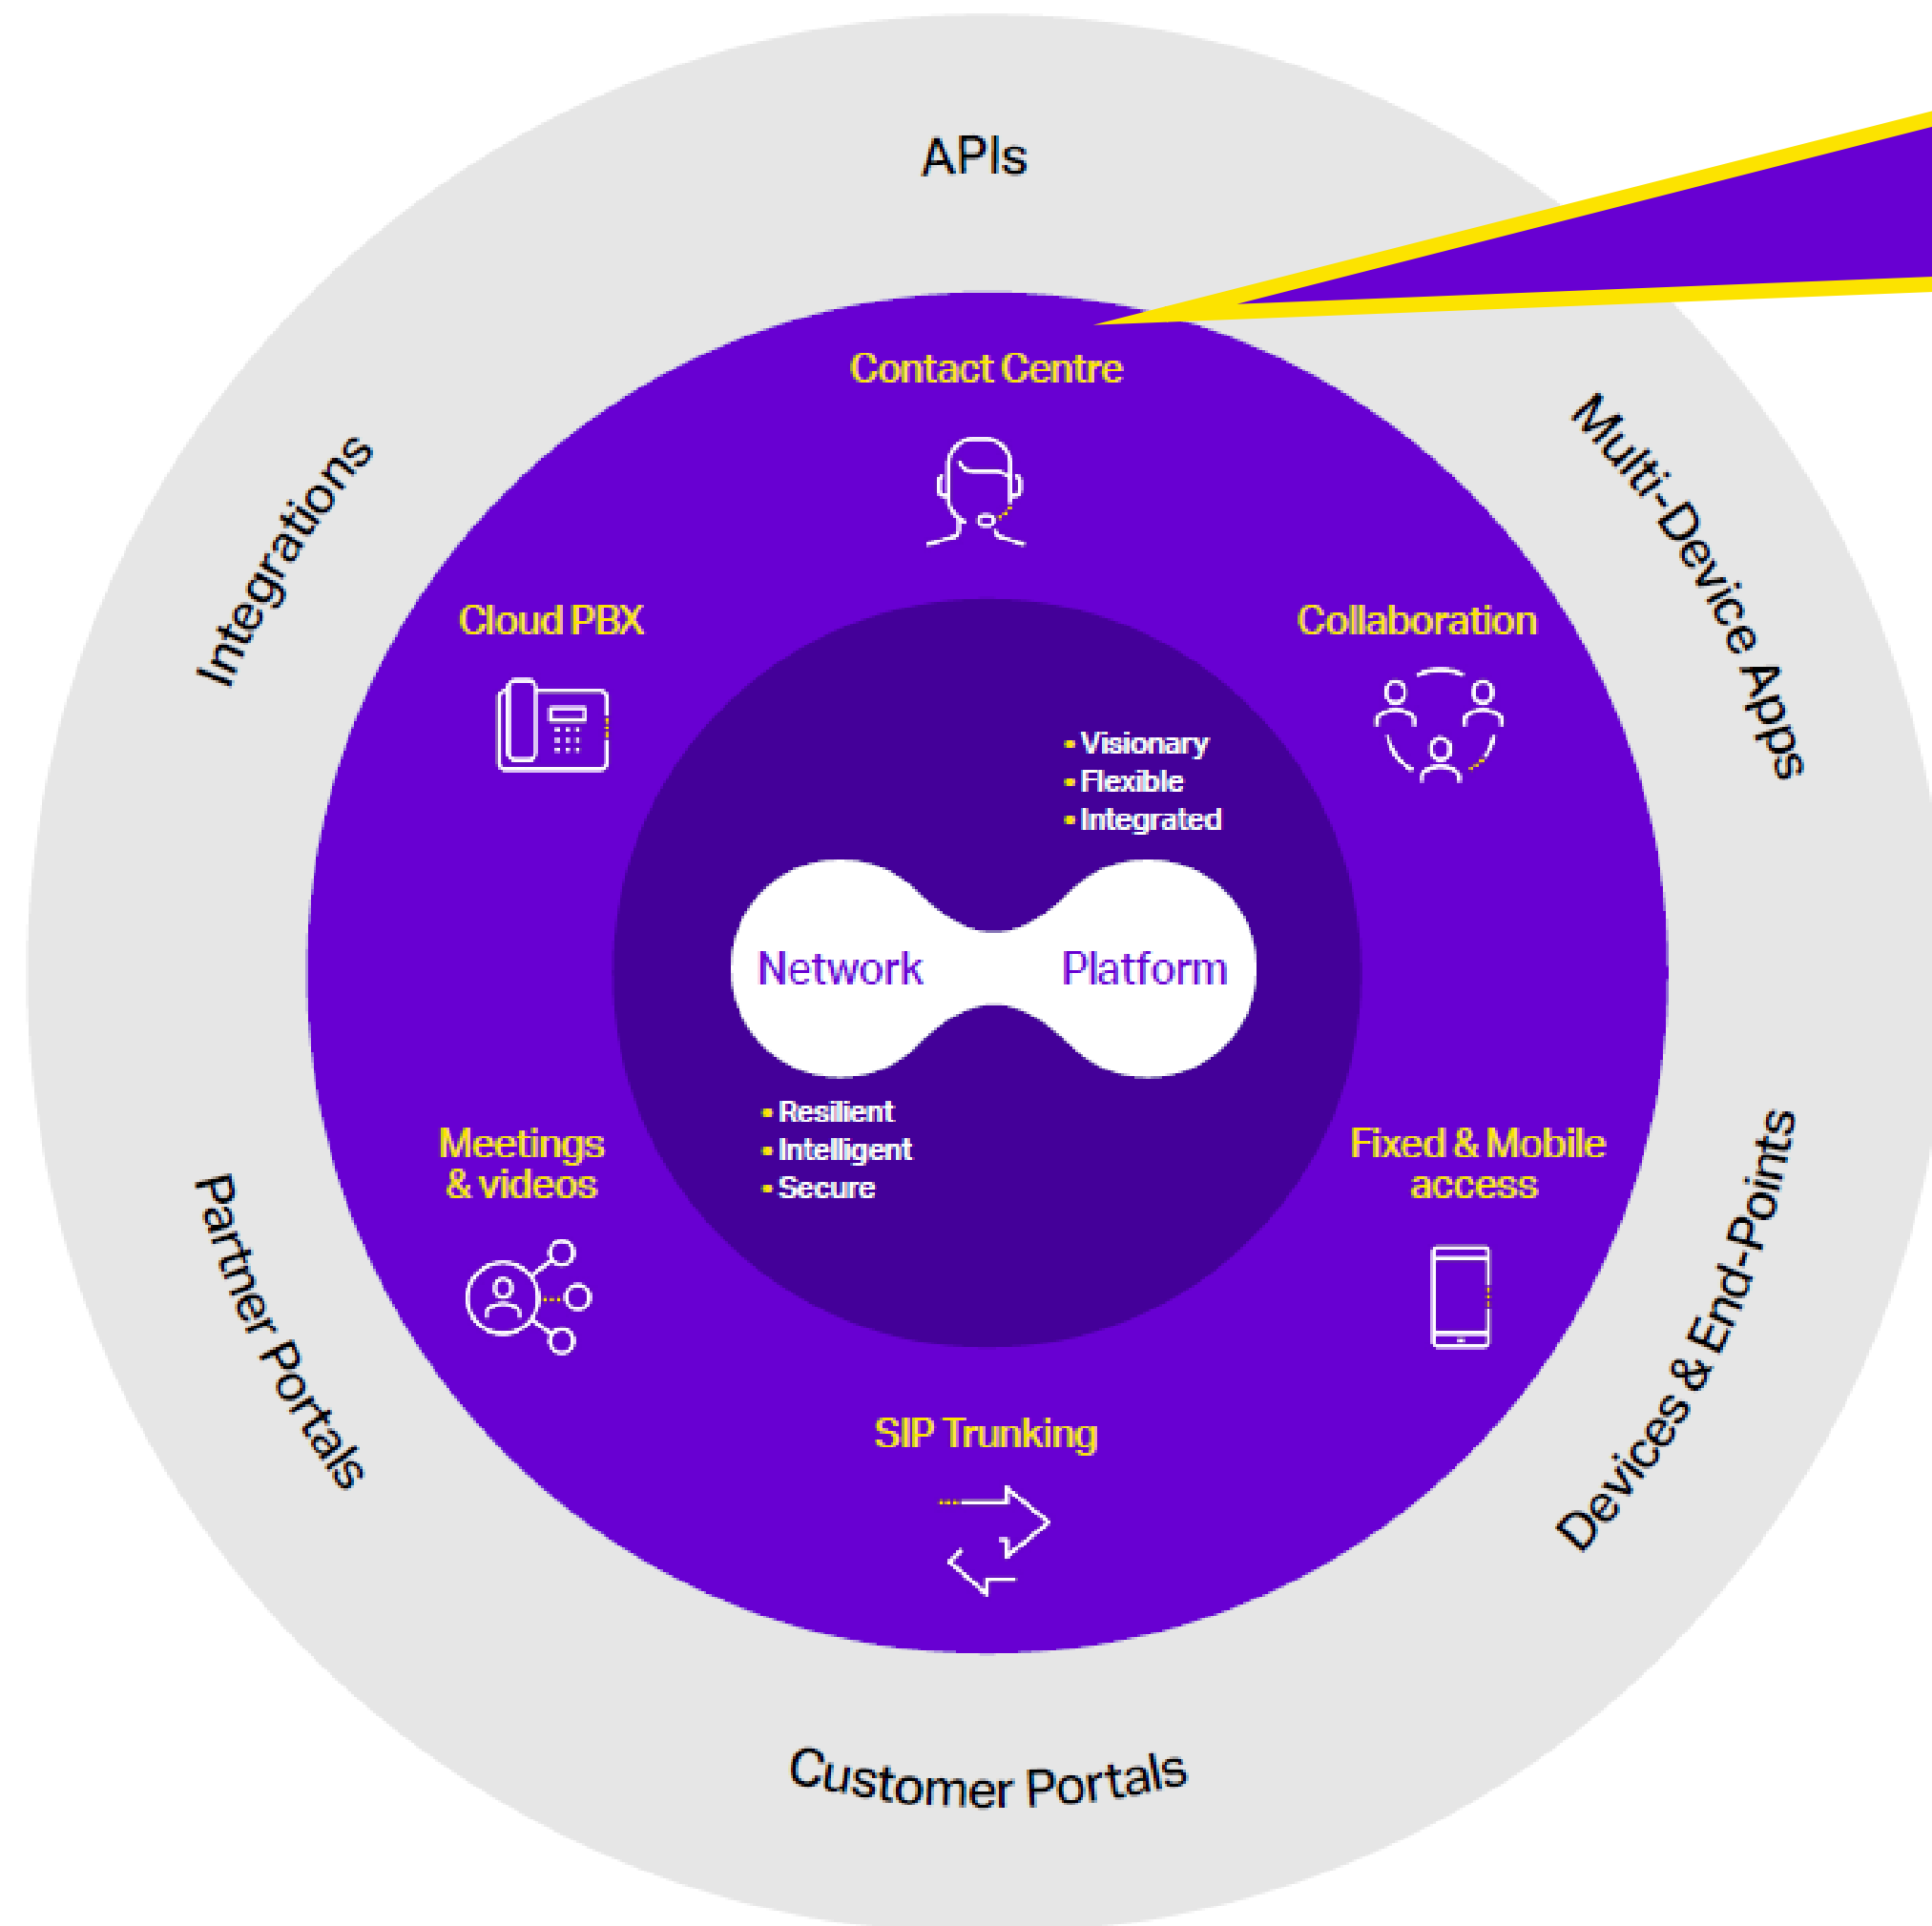 APIs
Integrations
Multi-Device Apps
Contact Centre
Cloud PBX
Collaboration
• Visionary
• Flexible
• Integrated
Network
Platform
• Resilient
• Intelligent
• Secure
Meetings
& videos
Fixed & Mobile
access
Partner Portals
Devices & End-Points
SIP Trunking
Customer Portals